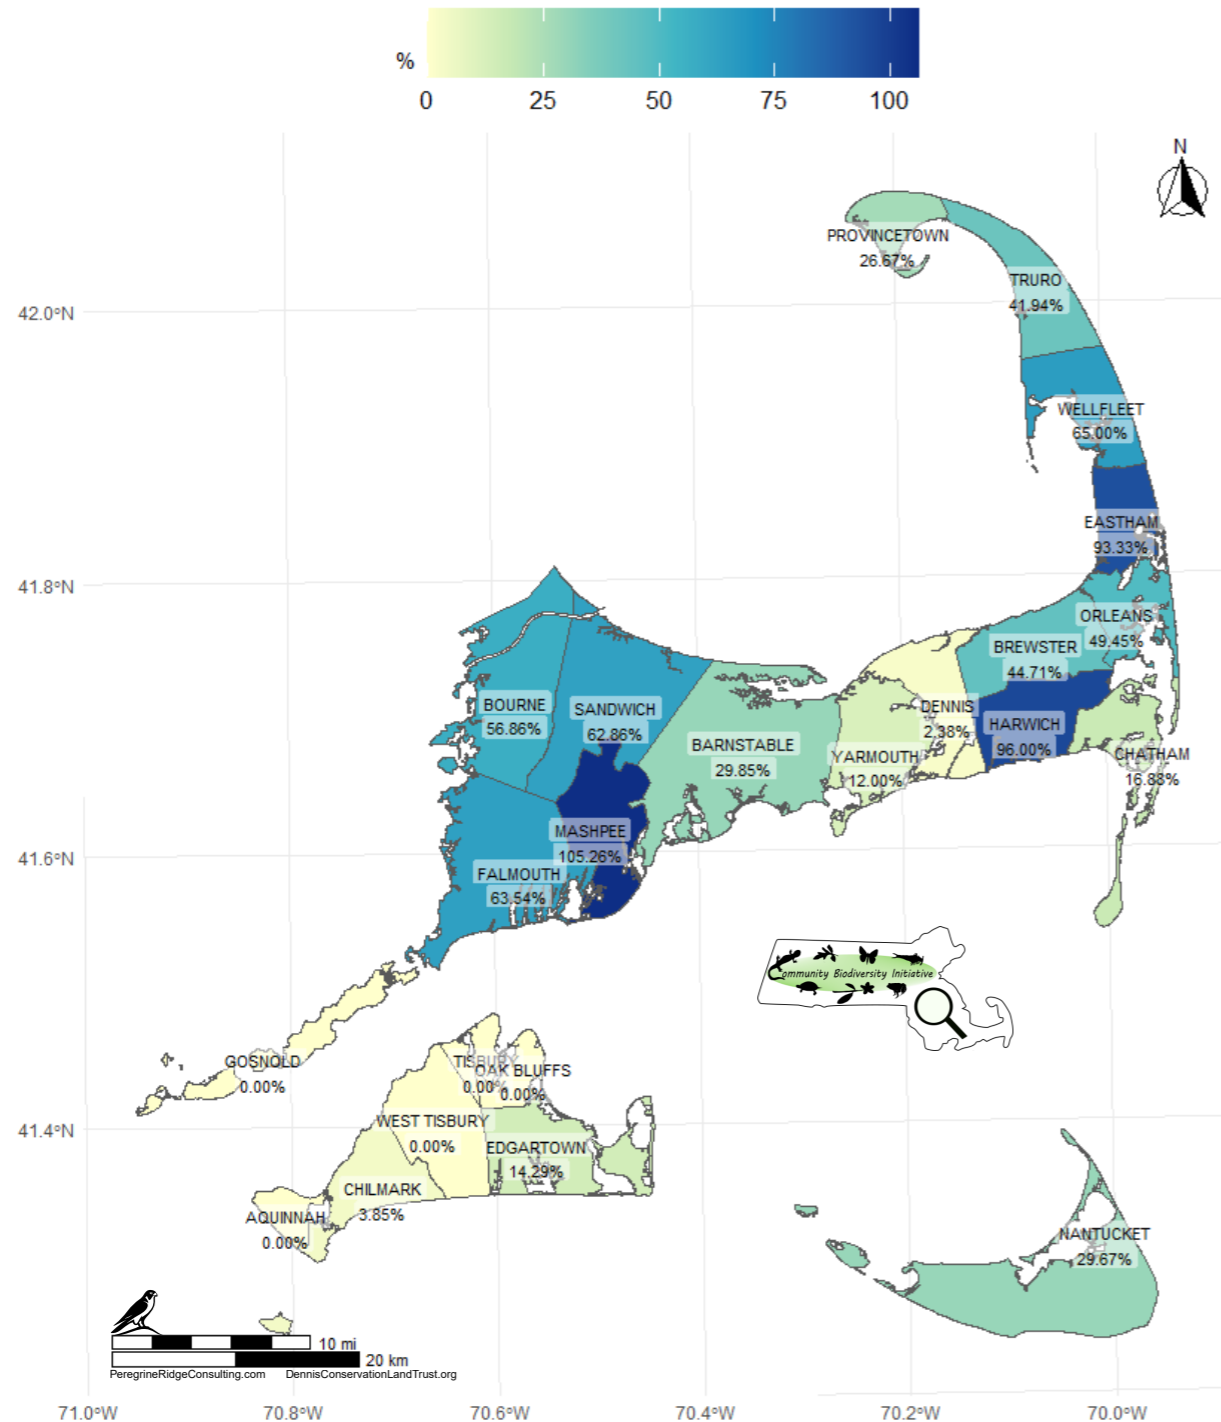 %
0 25 50 75 100
N
PROVINCETOWN
26.67%
TRURO
41.94%
42.0°N
WELLFLEET
65.00%
EASTHAM
93.33%
41.8°N
ORLEANS
49.45%
BREWSTER
44.71%
BOURNE
56.86%
SANDWICH
62.86%
DENNIS
2.38%
HARWICH
96.00%
BARNSTABLE
29.85%
YARMOUTH
12.00%
CHATHAM
16.88%
MASHPEE
105.26%
41.6°N
FALMOUTH
63.54%
Community Biodiversity Initiative
GOSNOLD
0.00%
TISBURY
0.00%
OAK BLUFFS
0.00%
WEST TISBURY
0.00%
41.4°N
EDGARTOWN
14.29%
CHILMARK
3.85%
AQUINNAH
0.00%
NANTUCKET
29.67%
10 mi
20 km
PeregrineRidgeConsulting.com DennisConservationLandTrust.org
71.0°W 70.8°W 70.6°W 70.4°W 70.2°W 70.0°W